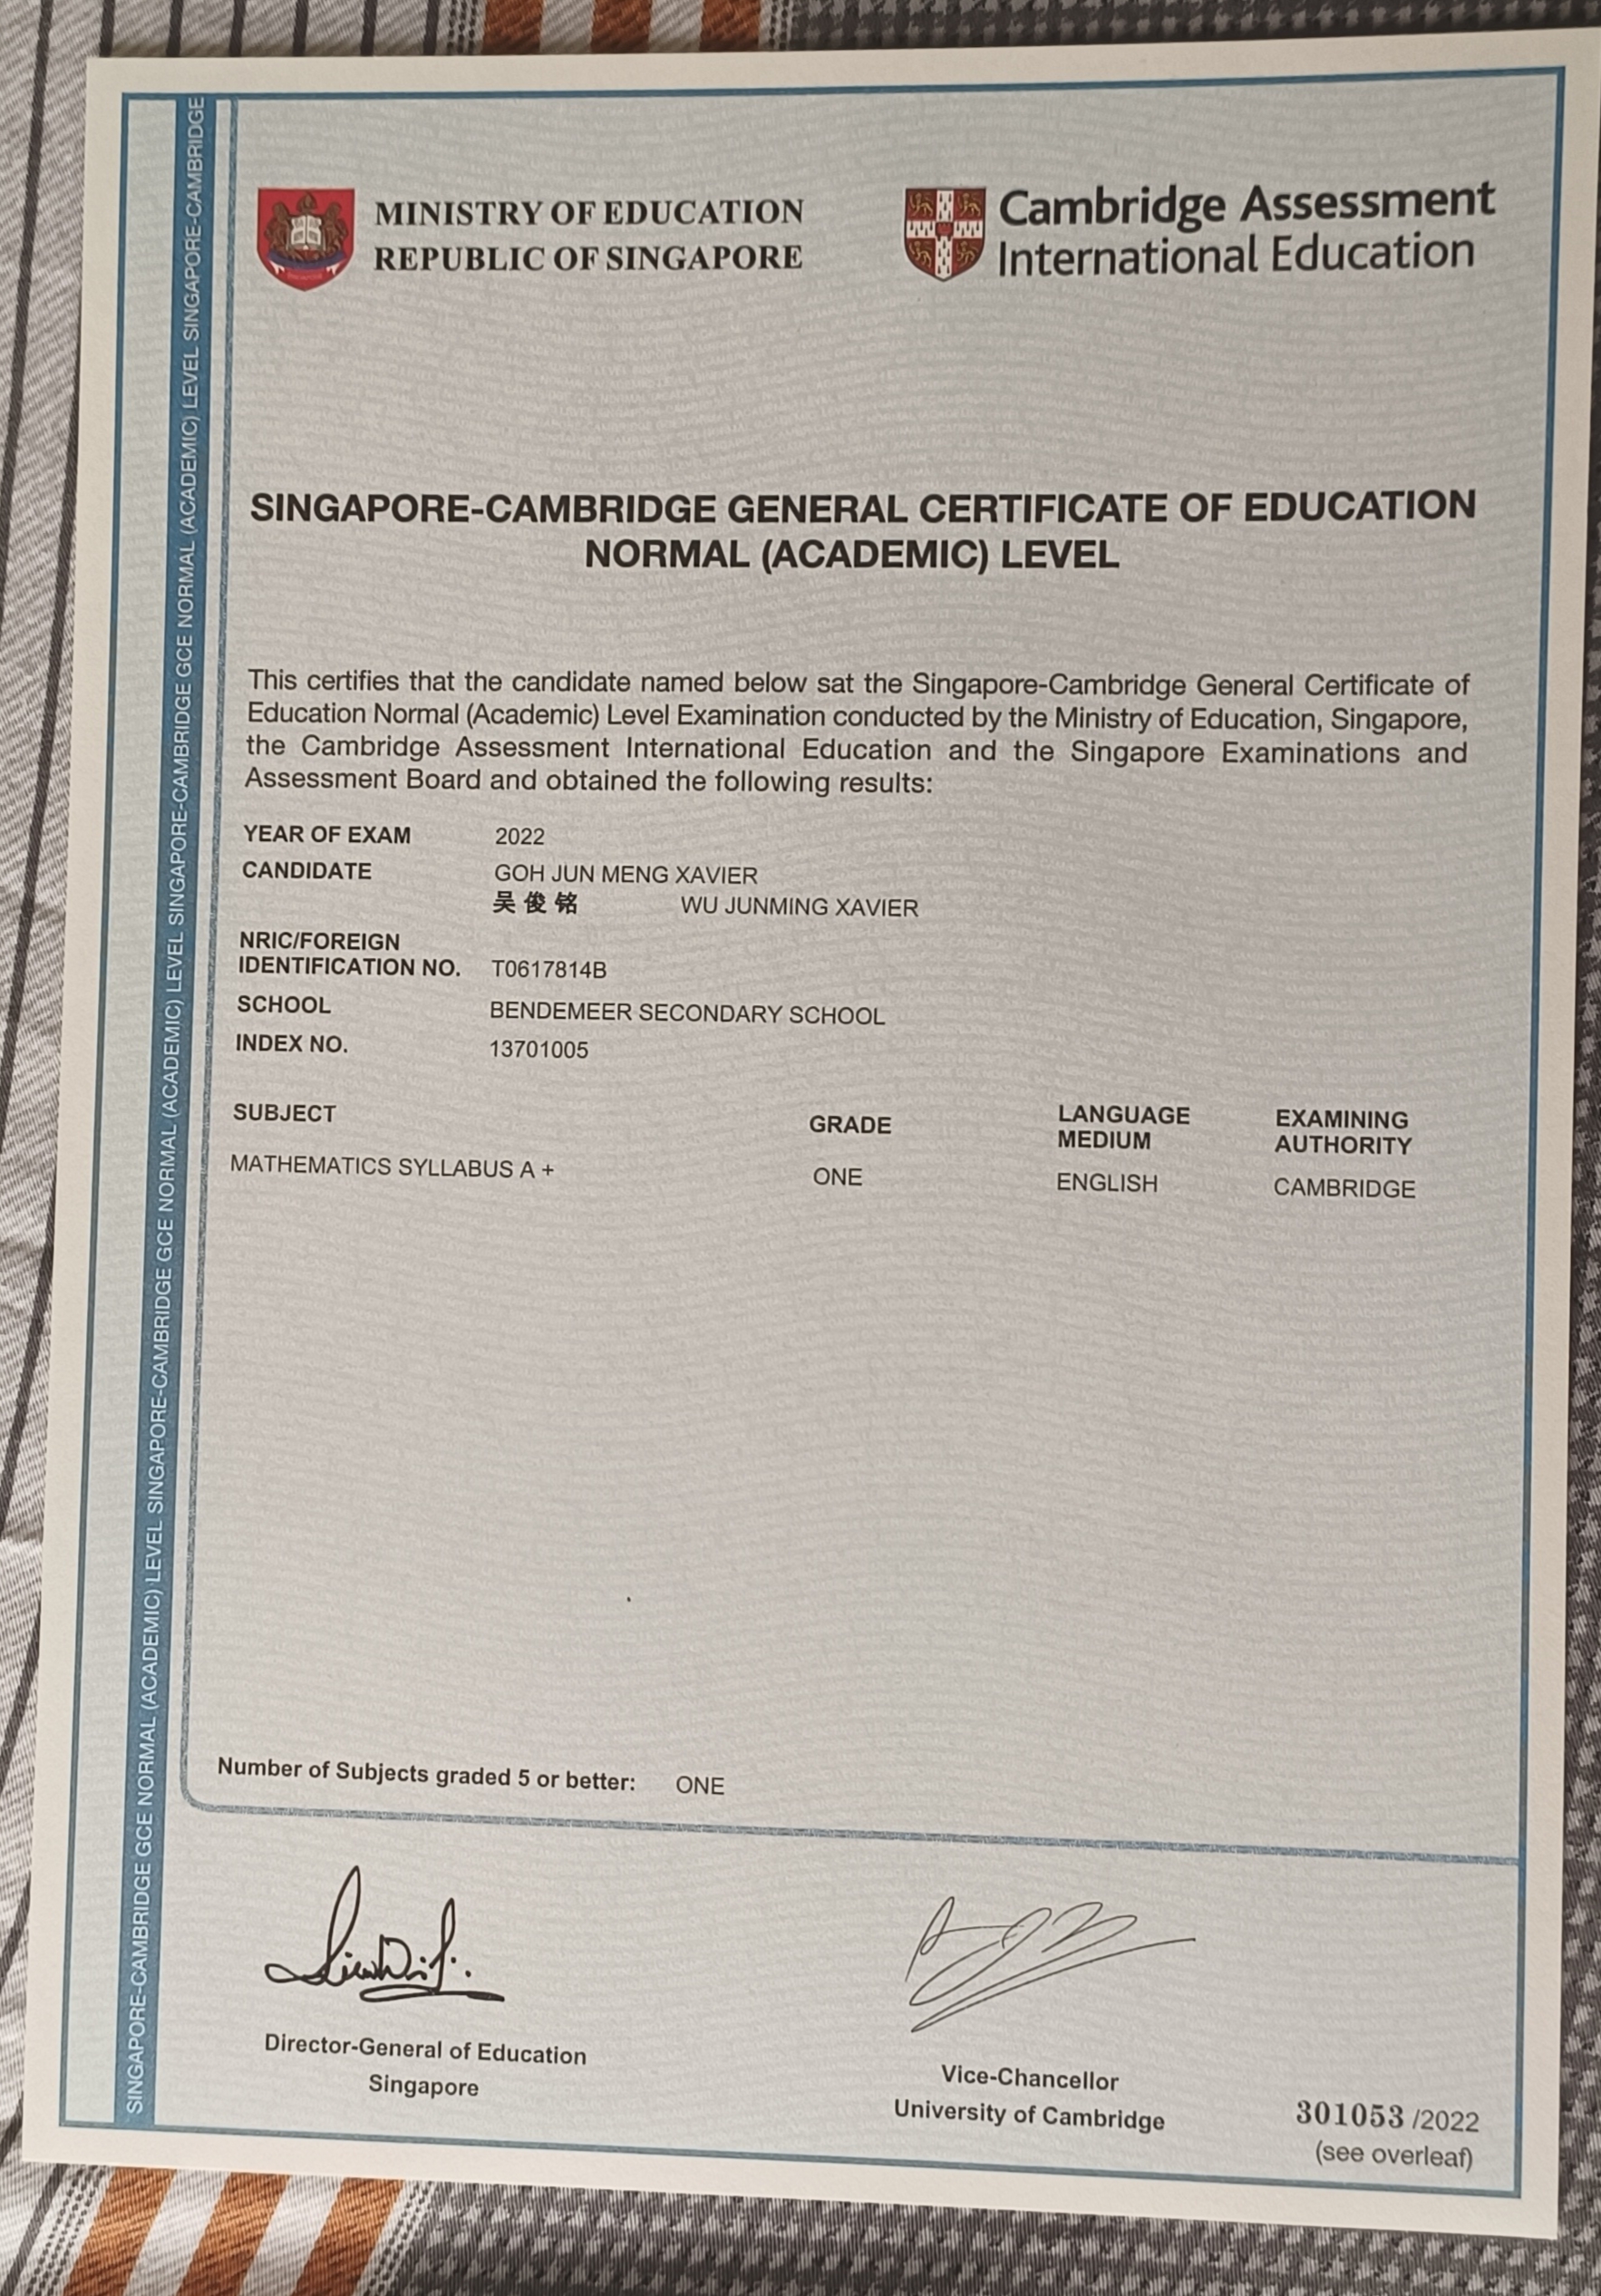 MINISTRY OF EDUCATION
REPUBLIC OF SINGAPORE
Cambridge Assessment
International Education
SINGAPORE-CAMBRIDGE GENERAL CERTIFICATE OF EDUCATION
NORMAL (ACADEMIC) LEVEL
This certifies that the candidate named below sat the Singapore-Cambridge General Certificate of
Education Normal (Academic) Level Examination conducted by the Ministry of Education, Singapore,
the Cambridge Assessment International Education and the Singapore Examinations and
Assessment Board and obtained the following results:
YEAR OF EXAM 2022
CANDIDATE GOH JUN MENG XAVIER
吴俊铭 WU JUNMING XAVIER
NRIC/FOREIGN
IDENTIFICATION NO. T0617814B
SCHOOL BENDEMEER SECONDARY SCHOOL
INDEX NO. 13701005
SUBJECT GRADE LANGUAGE MEDIUM EXAMINING AUTHORITY
MATHEMATICS SYLLABUS A + ONE ENGLISH CAMBRIDGE
Number of Subjects graded 5 or better: ONE
Director-General of Education
Singapore
Vice-Chancellor
University of Cambridge
301053 /2022
(see overleaf)
SINGAPORE-CAMBRIDGE GCE NORMAL (ACADEMIC) LEVEL SINGAPORE-CAMBRIDGE GCE NORMAL (ACADEMIC) LEVEL SINGAPORE-CAMBRIDGE GCE NORMAL (ACADEMIC) LEVEL SINGAPORE-CAMBRIDGE GCE NORMAL (ACADEMIC) LEVEL SINGAPORE-CAMBRIDGE